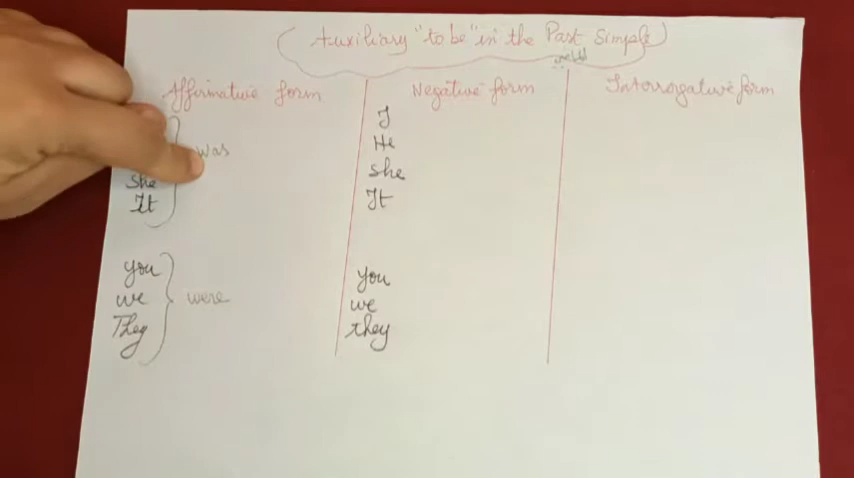 Auxiliary "to be" in the Past Simple
Affirmative form
was
she
It
you
we
They
were
Negative form
I
He
she
It
you
we
they
Interrogative form